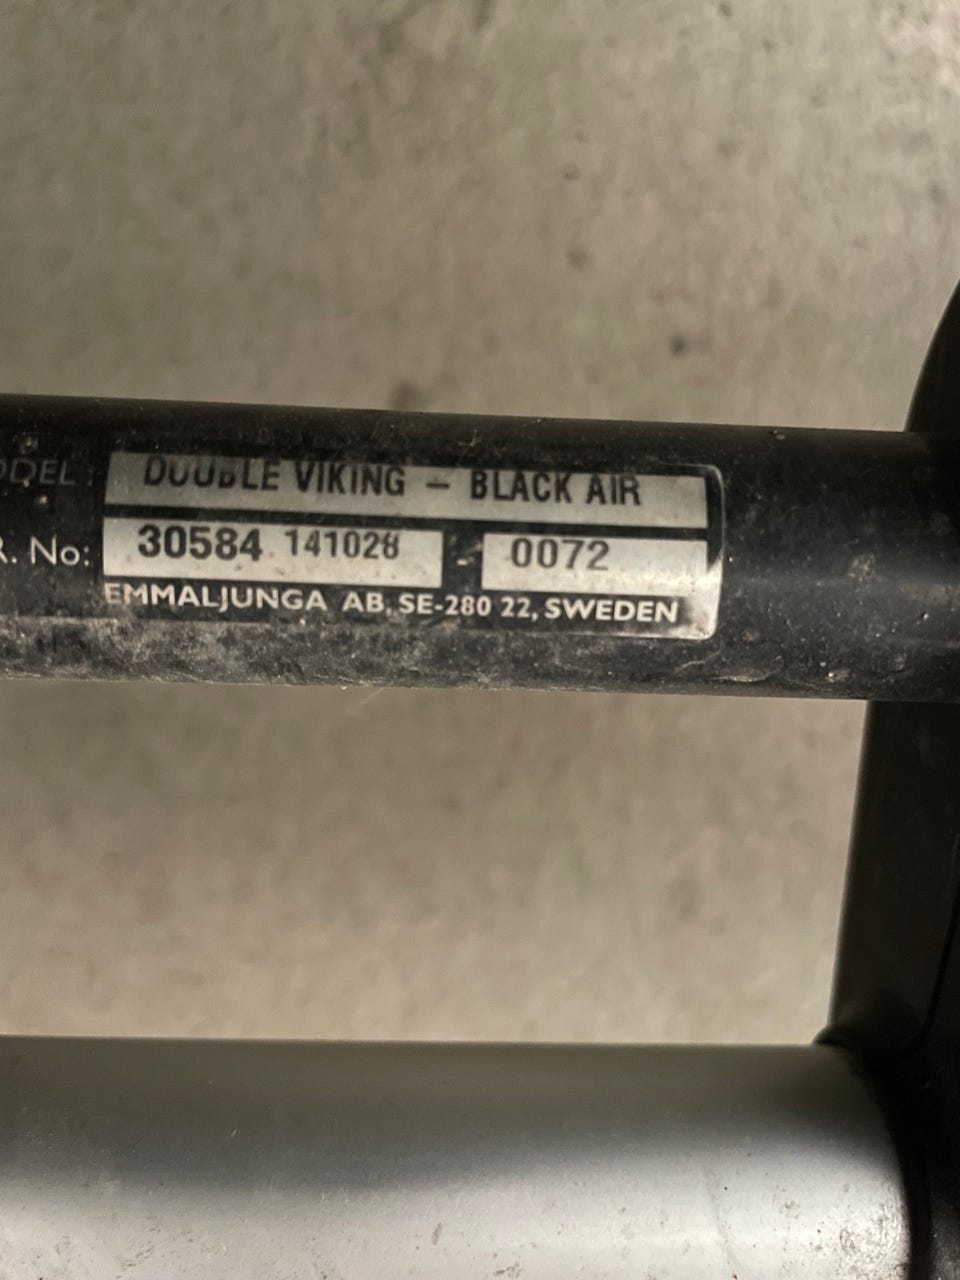 DOUBLE VIKING – BLACK AIR
No: 30584 141028 - 0072
EMMALJUNGA AB, SE-280 22, SWEDEN